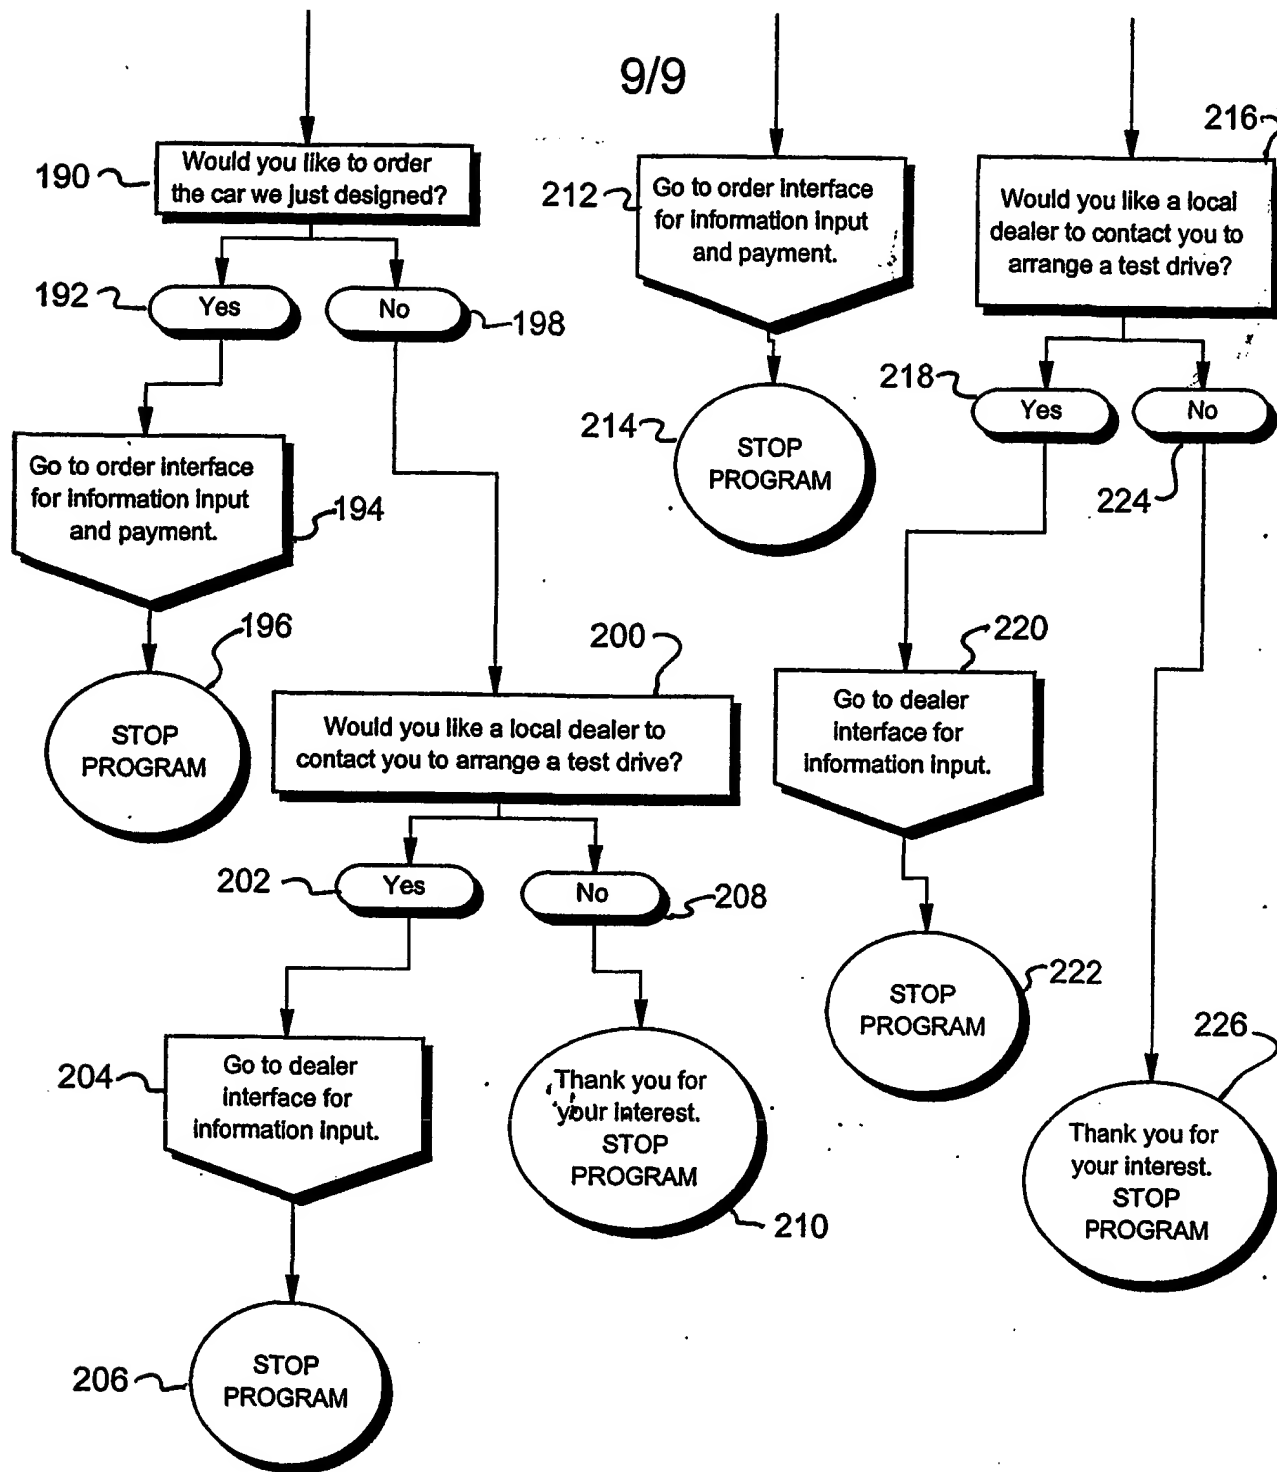 9/9
190
Would you like to order
the car we just designed?
192
Yes
No
198
Go to order interface
for information input
and payment.
194
196
STOP
PROGRAM
200
Would you like a local dealer to
contact you to arrange a test drive?
202
Yes
No
208
204
Go to dealer
interface for
information input.
Thank you for
your interest.
STOP
PROGRAM
210
206
STOP
PROGRAM
212
Go to order interface
for information input
and payment.
214
STOP
PROGRAM
216
Would you like a local
dealer to contact you to
arrange a test drive?
218
Yes
No
224
220
Go to dealer
interface for
information input.
STOP
PROGRAM
222
226
Thank you for
your interest.
STOP
PROGRAM